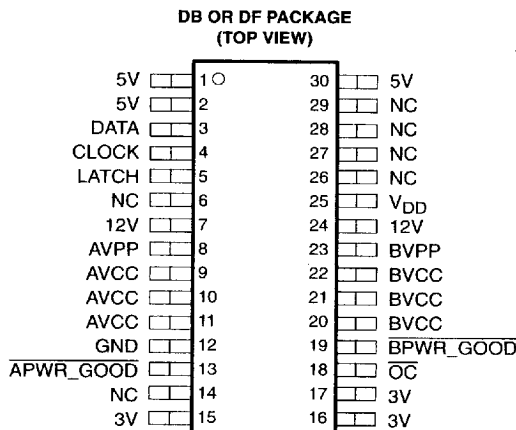 DB OR DF PACKAGE
(TOP VIEW)
5V 1 30 5V
5V 2 29 NC
DATA 3 28 NC
CLOCK 4 27 NC
LATCH 5 26 NC
NC 6 25 VDD
12V 7 24 12V
AVPP 8 23 BVPP
AVCC 9 22 BVCC
AVCC 10 21 BVCC
AVCC 11 20 BVCC
GND 12 19 BPWR_GOOD
APWR_GOOD 13 18 OC
NC 14 17 3V
3V 15 16 3V